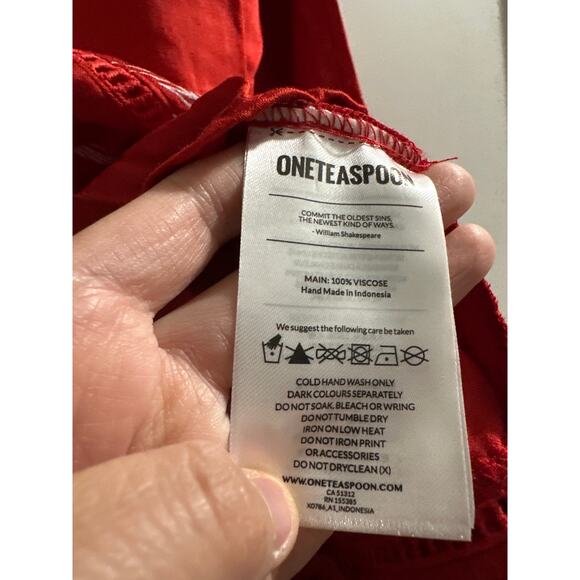 ONETEASPOON
COMMIT THE OLDEST SINS,
THE NEWEST KIND OF WAYS.
- William Shakespeare
MAIN: 100% VISCOSE
Hand Made in Indonesia
We suggest the following care be taken
COLD HAND WASH ONLY
DARK COLOURS SEPARATELY
DO NOT SOAK, BLEACH OR WRING
DO NOT TUMBLE DRY
IRON ON LOW HEAT
DO NOT IRON PRINT
OR ACCESSORIES
DO NOT DRYCLEAN (X)
WWW.ONETEASPOON.COM
CA 51312
RN 155385
X0786_A1_INDONESIA